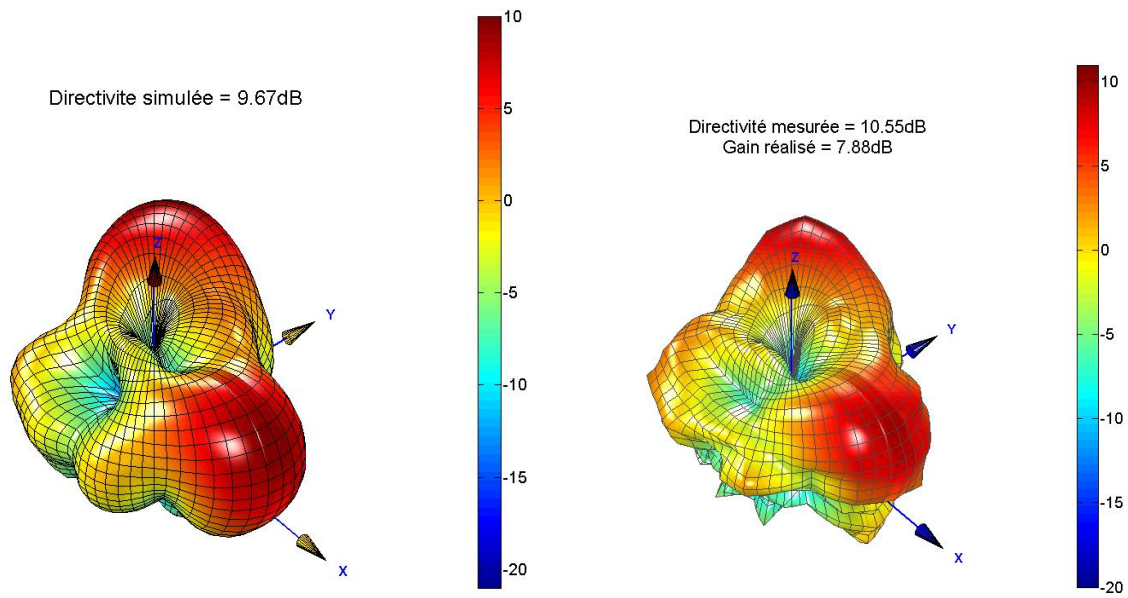 Directivite simulée = 9.67dB
10
5
0
-5
-10
-15
-20
Z
Y
X
Directivité mesurée = 10.55dB
Gain réalisé = 7.88dB
10
5
0
-5
-10
-15
-20
Z
Y
X